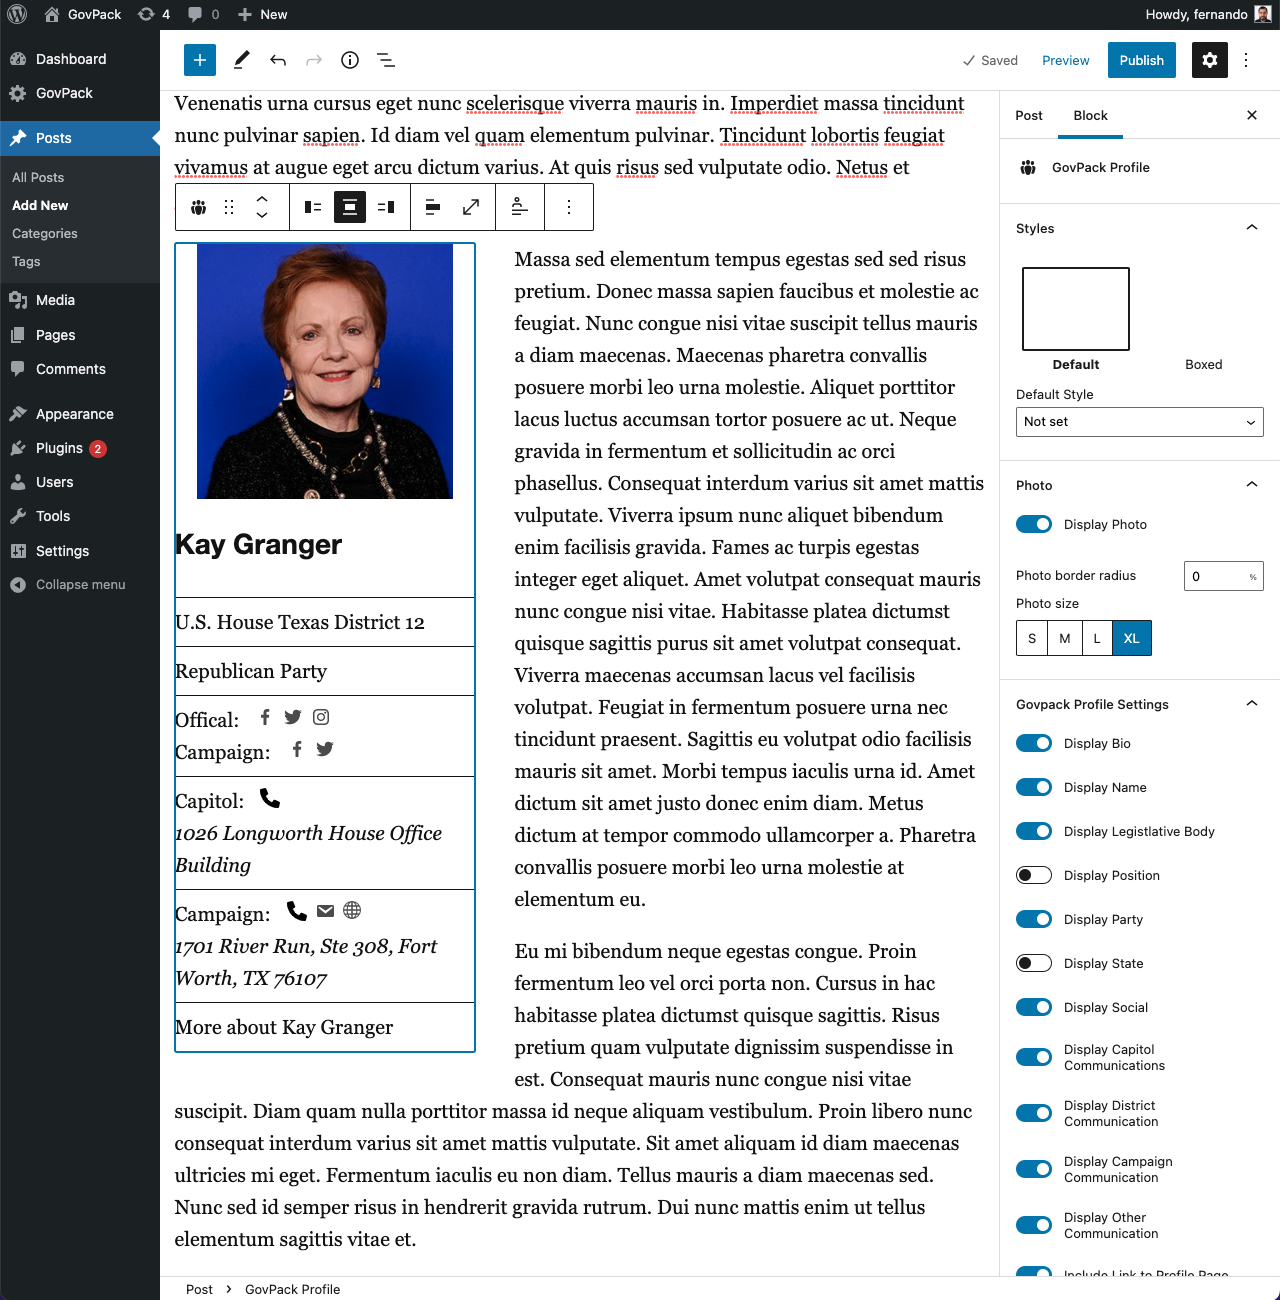 GovPack 4 0 New Howdy, fernando
Dashboard
GovPack
Posts
All Posts
Add New
Categories
Tags
Media
Pages
Comments
Appearance
Plugins 2
Users
Tools
Settings
Collapse menu
Saved Preview Publish
Venenatis urna cursus eget nunc scelerisque viverra mauris in. Imperdiet massa tincidunt
nunc pulvinar sapien. Id diam vel quam elementum pulvinar. Tincidunt lobortis feugiat
vivamus at augue eget arcu dictum varius. At quis risus sed vulputate odio. Netus et
Kay Granger
U.S. House Texas District 12
Republican Party
Offical:
Campaign:
Capitol:
1026 Longworth House Office
Building
Campaign:
1701 River Run, Ste 308, Fort
Worth, TX 76107
More about Kay Granger
Massa sed elementum tempus egestas sed sed risus
pretium. Donec massa sapien faucibus et molestie ac
feugiat. Nunc congue nisi vitae suscipit tellus mauris
a diam maecenas. Maecenas pharetra convallis
posuere morbi leo urna molestie. Aliquet porttitor
lacus luctus accumsan tortor posuere ac ut. Neque
gravida in fermentum et sollicitudin ac orci
phasellus. Consequat interdum varius sit amet mattis
vulputate. Viverra ipsum nunc aliquet bibendum
enim facilisis gravida. Fames ac turpis egestas
integer eget aliquet. Amet volutpat consequat mauris
nunc congue nisi vitae. Habitasse platea dictumst
quisque sagittis purus sit amet volutpat consequat.
Viverra maecenas accumsan lacus vel facilisis
volutpat. Feugiat in fermentum posuere urna nec
tincidunt praesent. Sagittis eu volutpat odio facilisis
mauris sit amet. Morbi tempus iaculis urna id. Amet
dictum sit amet justo donec enim diam. Metus
dictum at tempor commodo ullamcorper a. Pharetra
convallis posuere morbi leo urna molestie at
elementum eu.
Eu mi bibendum neque egestas congue. Proin
fermentum leo vel orci porta non. Cursus in hac
habitasse platea dictumst quisque sagittis. Risus
pretium quam vulputate dignissim suspendisse in
est. Consequat mauris nunc congue nisi vitae
suscipit. Diam quam nulla porttitor massa id neque aliquam vestibulum. Proin libero nunc
consequat interdum varius sit amet mattis vulputate. Sit amet aliquam id diam maecenas
ultricies mi eget. Fermentum iaculis eu non diam. Tellus mauris a diam maecenas sed.
Nunc sed id semper risus in hendrerit gravida rutrum. Dui nunc mattis enim ut tellus
elementum sagittis vitae et.
Post Block
GovPack Profile
Styles
Default Boxed
Default Style
Not set
Photo
Display Photo
Photo border radius 0 %
Photo size
S M L XL
Govpack Profile Settings
Display Bio
Display Name
Display Legistlative Body
Display Position
Display Party
Display State
Display Social
Display Capitol
Communications
Display District
Communication
Display Campaign
Communication
Display Other
Communication
Include Link to Profile Page
Post > GovPack Profile